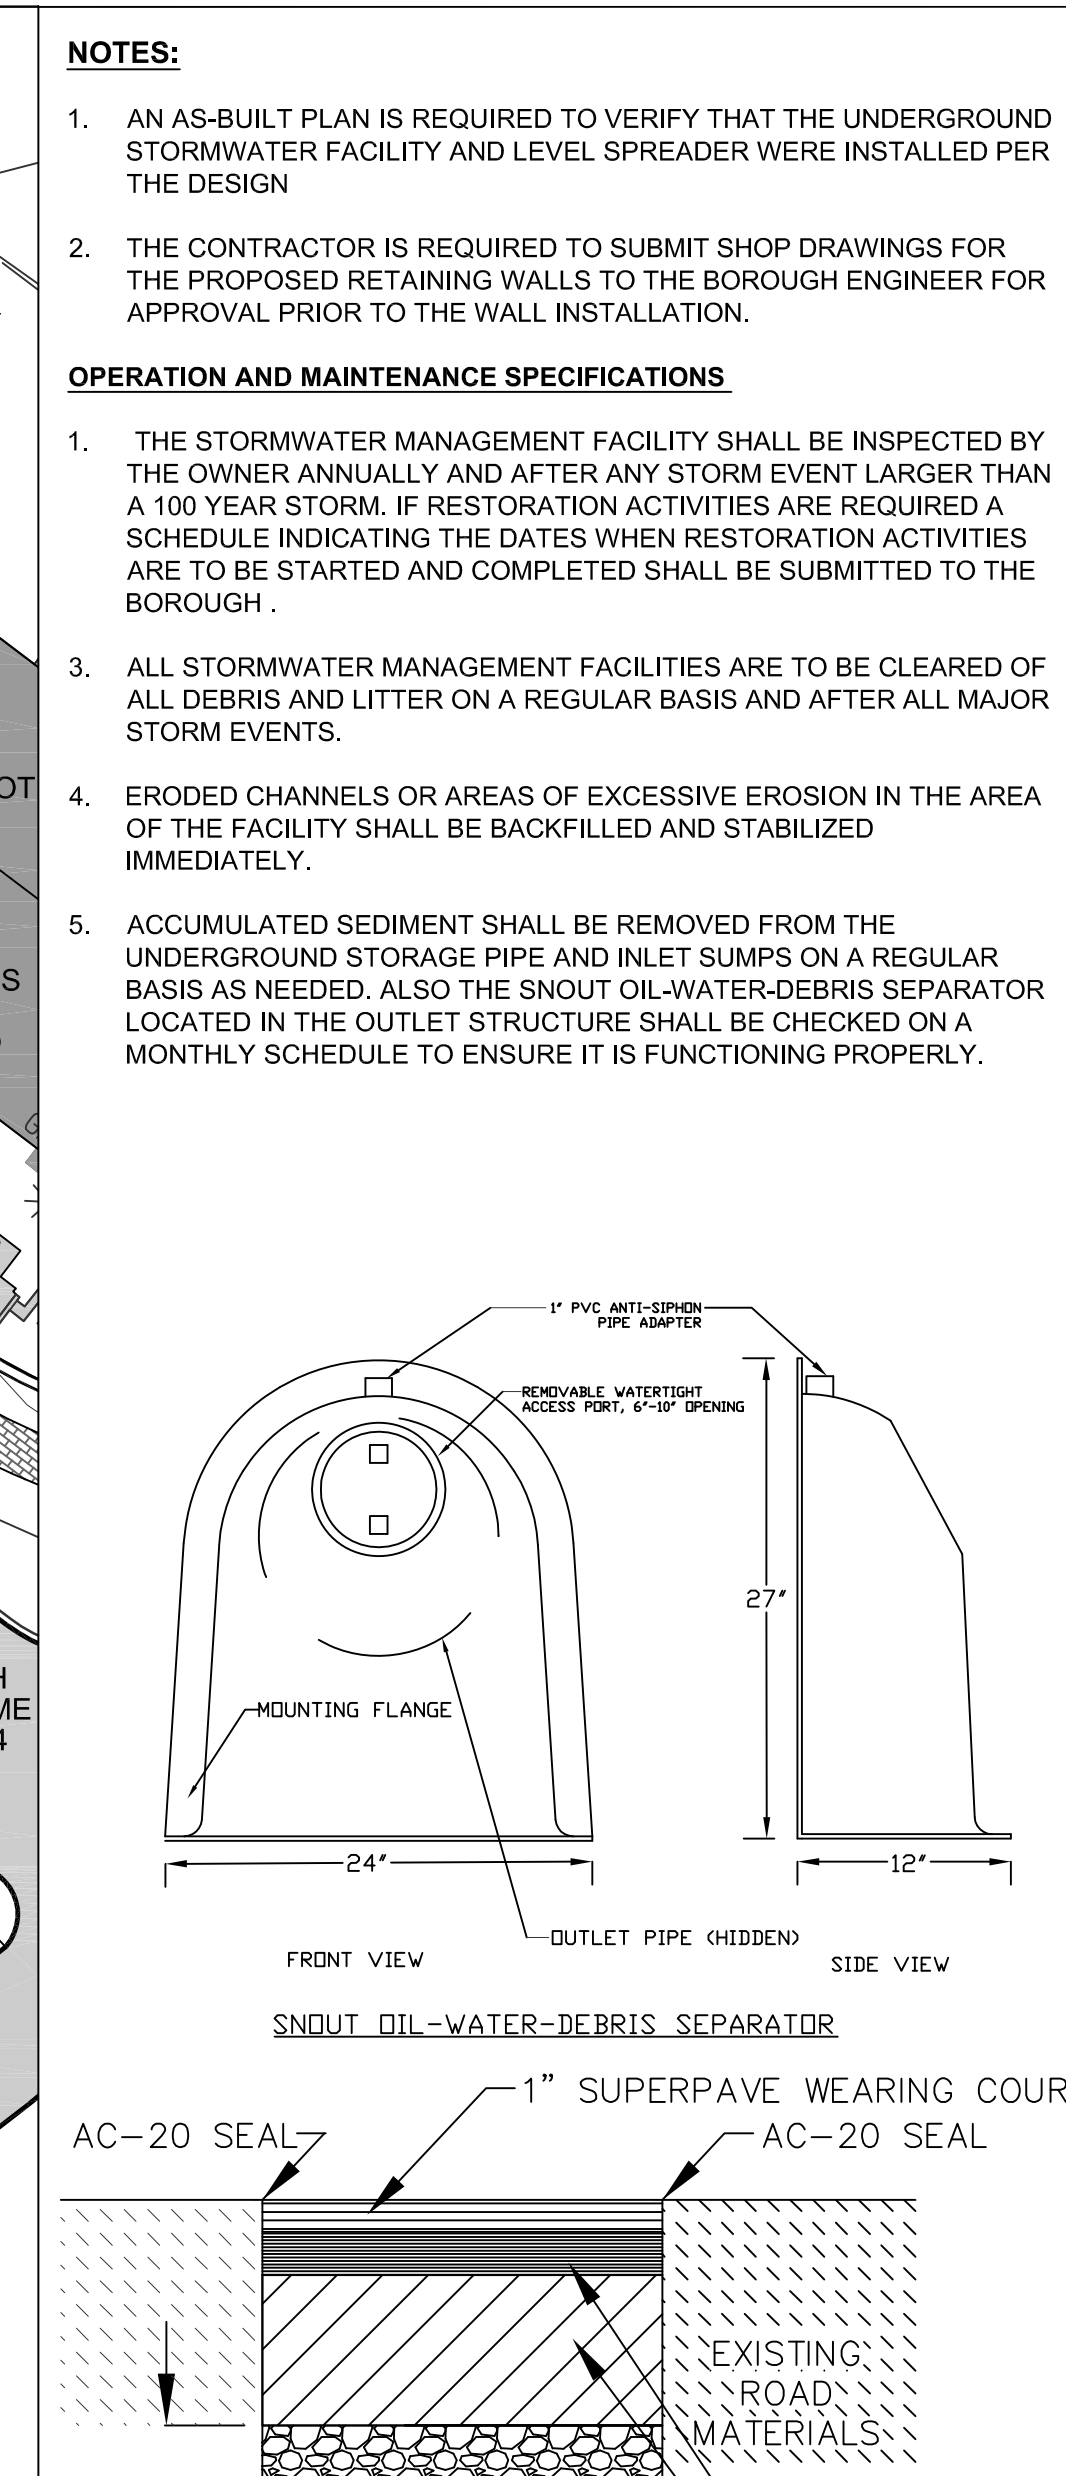 NOTES:
1. AN AS-BUILT PLAN IS REQUIRED TO VERIFY THAT THE UNDERGROUND
STORMWATER FACILITY AND LEVEL SPREADER WERE INSTALLED PER
THE DESIGN
2. THE CONTRACTOR IS REQUIRED TO SUBMIT SHOP DRAWINGS FOR
THE PROPOSED RETAINING WALLS TO THE BOROUGH ENGINEER FOR
APPROVAL PRIOR TO THE WALL INSTALLATION.
OPERATION AND MAINTENANCE SPECIFICATIONS
1. THE STORMWATER MANAGEMENT FACILITY SHALL BE INSPECTED BY
THE OWNER ANNUALLY AND AFTER ANY STORM EVENT LARGER THAN
A 100 YEAR STORM. IF RESTORATION ACTIVITIES ARE REQUIRED A
SCHEDULE INDICATING THE DATES WHEN RESTORATION ACTIVITIES
ARE TO BE STARTED AND COMPLETED SHALL BE SUBMITTED TO THE
BOROUGH .
3. ALL STORMWATER MANAGEMENT FACILITIES ARE TO BE CLEARED OF
ALL DEBRIS AND LITTER ON A REGULAR BASIS AND AFTER ALL MAJOR
STORM EVENTS.
OT
4. ERODED CHANNELS OR AREAS OF EXCESSIVE EROSION IN THE AREA
OF THE FACILITY SHALL BE BACKFILLED AND STABILIZED
IMMEDIATELY.
5. ACCUMULATED SEDIMENT SHALL BE REMOVED FROM THE
UNDERGROUND STORAGE PIPE AND INLET SUMPS ON A REGULAR
BASIS AS NEEDED. ALSO THE SNOUT OIL-WATER-DEBRIS SEPARATOR
LOCATED IN THE OUTLET STRUCTURE SHALL BE CHECKED ON A
MONTHLY SCHEDULE TO ENSURE IT IS FUNCTIONING PROPERLY.
S
1" PVC ANTI-SIPHON
PIPE ADAPTER
REMOVABLE WATERTIGHT
ACCESS PORT, 6"-10" OPENING
27"
MOUNTING FLANGE
H
ME
4
24"
12"
OUTLET PIPE (HIDDEN)
FRONT VIEW
SIDE VIEW
SNOUT OIL-WATER-DEBRIS SEPARATOR
1” SUPERPAVE WEARING COUR
AC-20 SEAL
AC-20 SEAL
EXISTING
ROAD
MATERIALS